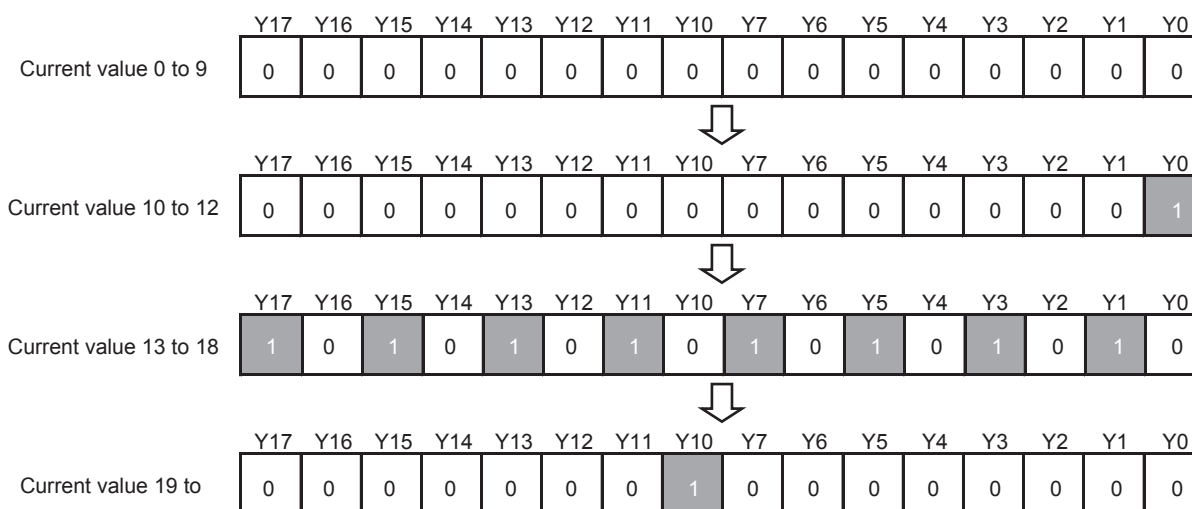 Y17 Y16 Y15 Y14 Y13 Y12 Y11 Y10 Y7 Y6 Y5 Y4 Y3 Y2 Y1 Y0
Current value 0 to 9 0 0 0 0 0 0 0 0 0 0 0 0 0 0 0 0
Y17 Y16 Y15 Y14 Y13 Y12 Y11 Y10 Y7 Y6 Y5 Y4 Y3 Y2 Y1 Y0
Current value 10 to 12 0 0 0 0 0 0 0 0 0 0 0 0 0 0 0 1
Y17 Y16 Y15 Y14 Y13 Y12 Y11 Y10 Y7 Y6 Y5 Y4 Y3 Y2 Y1 Y0
Current value 13 to 18 1 0 1 0 1 0 1 0 1 0 1 0 1 0 1 0
Y17 Y16 Y15 Y14 Y13 Y12 Y11 Y10 Y7 Y6 Y5 Y4 Y3 Y2 Y1 Y0
Current value 19 to 0 0 0 0 0 0 0 1 0 0 0 0 0 0 0 0